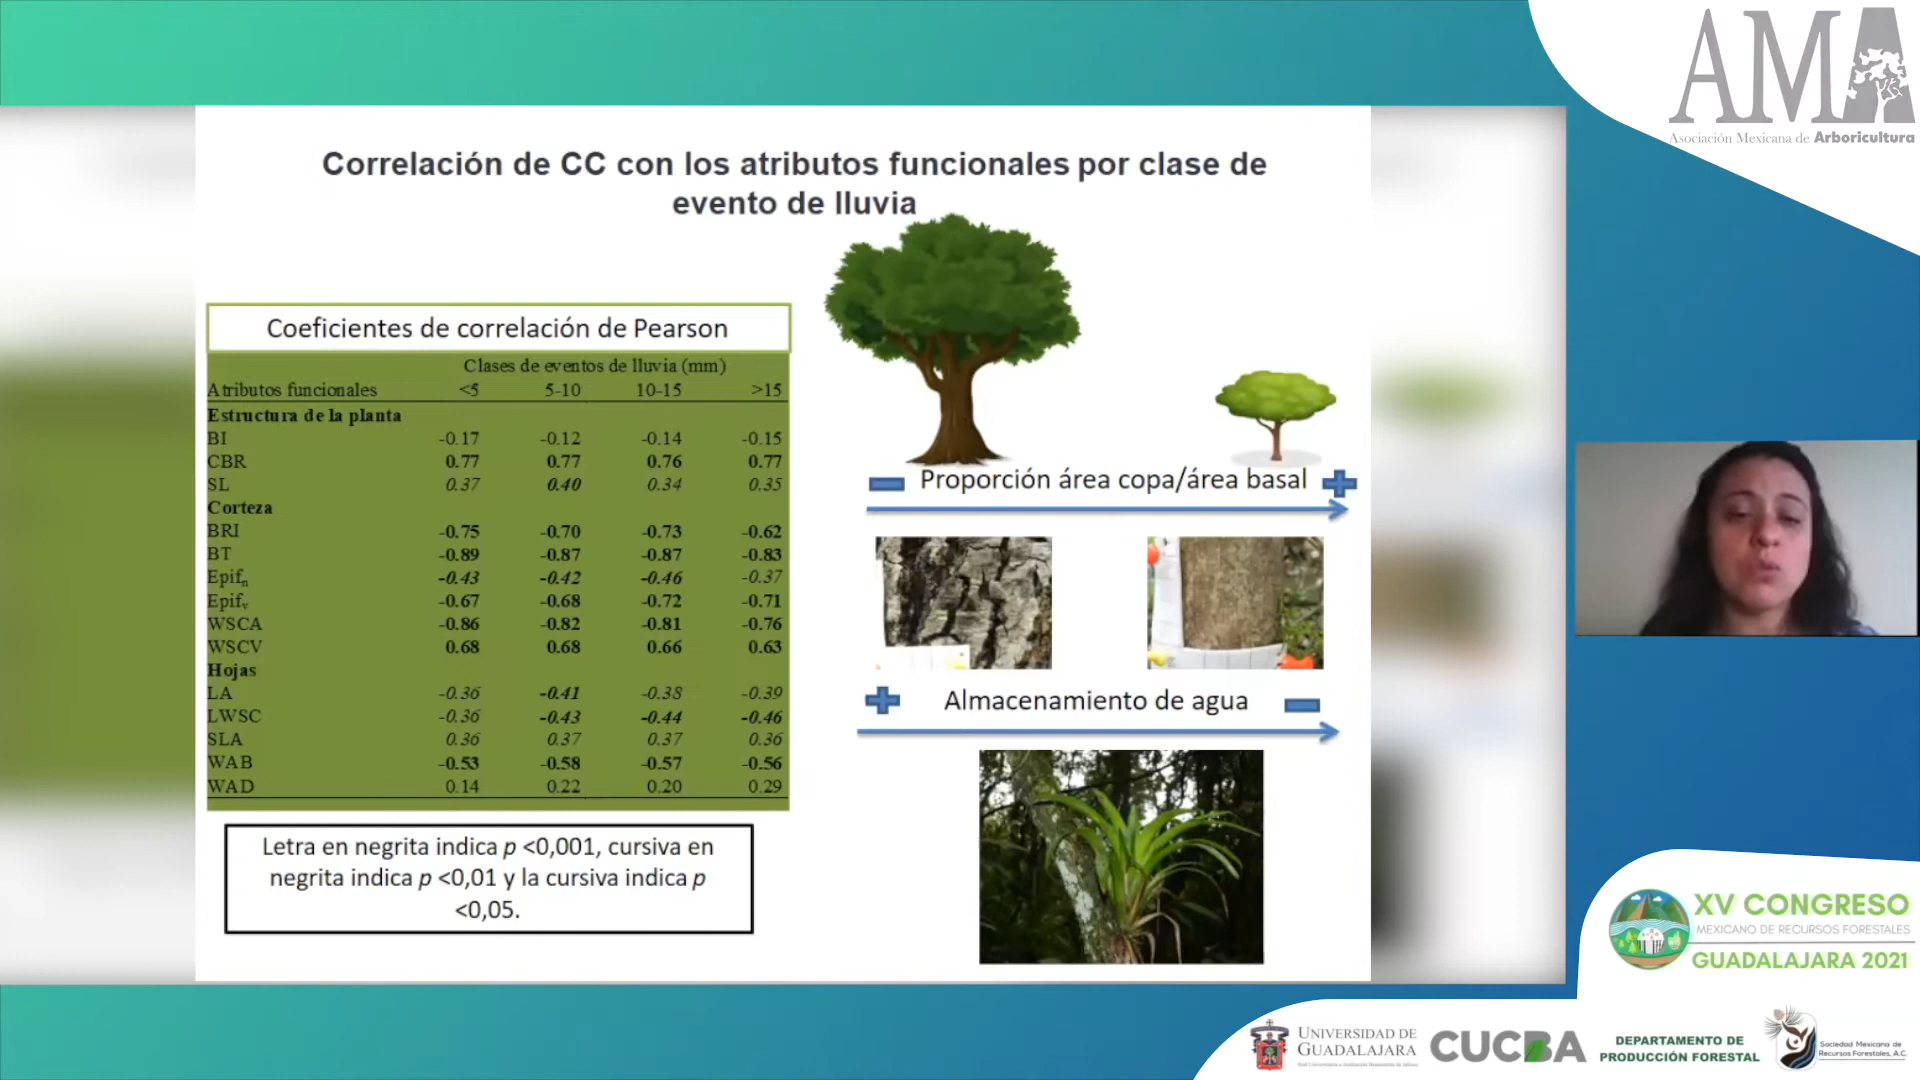 AMA
Asociación Mexicana de Arboricultura
Correlación de CC con los atributos funcionales por clase de
evento de lluvia
Coeficientes de correlación de Pearson
Clases de eventos de lluvia (mm)
Atributos funcionales <5 5-10 10-15 >15
Estructura de la planta
BI -0.17 -0.12 -0.14 -0.15
CBR 0.77 0.77 0.76 0.77
SL 0.37 0.40 0.34 0.35
Corteza
BRI -0.75 -0.70 -0.73 -0.62
BT -0.89 -0.87 -0.87 -0.83
Epifn -0.43 -0.42 -0.46 -0.37
Epifv -0.67 -0.68 -0.72 -0.71
WSCA -0.86 -0.82 -0.81 -0.76
WSCV 0.68 0.68 0.66 0.63
Hojas
LA -0.36 -0.41 -0.38 -0.39
LWSC -0.36 -0.43 -0.44 -0.46
SLA 0.36 0.37 0.37 0.36
WAB -0.53 -0.58 -0.57 -0.56
WAD 0.14 0.22 0.20 0.29
Letra en negrita indica p <0,001, cursiva en
negrita indica p <0,01 y la cursiva indica p
<0,05.
Proporción área copa/área basal
Almacenamiento de agua
XV CONGRESO
MEXICANO DE RECURSOS FORESTALES
GUADALAJARA 2021
UNIVERSIDAD DE
GUADALAJARA
CUCBA
DEPARTAMENTO DE
PRODUCCIÓN FORESTAL
Sociedad Mexicana de
Recursos Forestales, A.C.